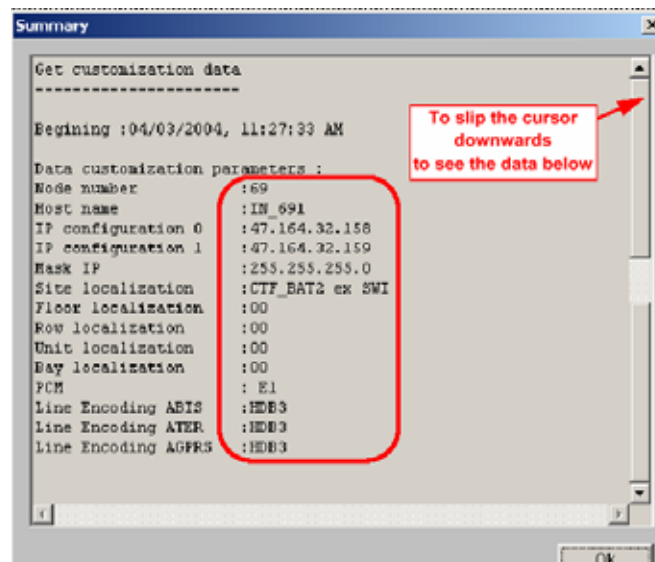 Summary
Get customization data
-----------------------
Begining :04/03/2004, 11:27:33 AM
To slip the cursor
downwards
to see the data below
Data customization parameters :
Node number :69
Host name :IN_691
IP configuration 0 :47.164.32.158
IP configuration 1 :47.164.32.159
Mask IP :255.255.255.0
Site localization :CTF_BAT2 ex SWI
Floor localization :00
Row localization :00
Unit localization :00
Bay localization :00
PCM : E1
Line Encoding ABIS :HDB3
Line Encoding ATER :HDB3
Line Encoding AGPRS :HDB3
Ok